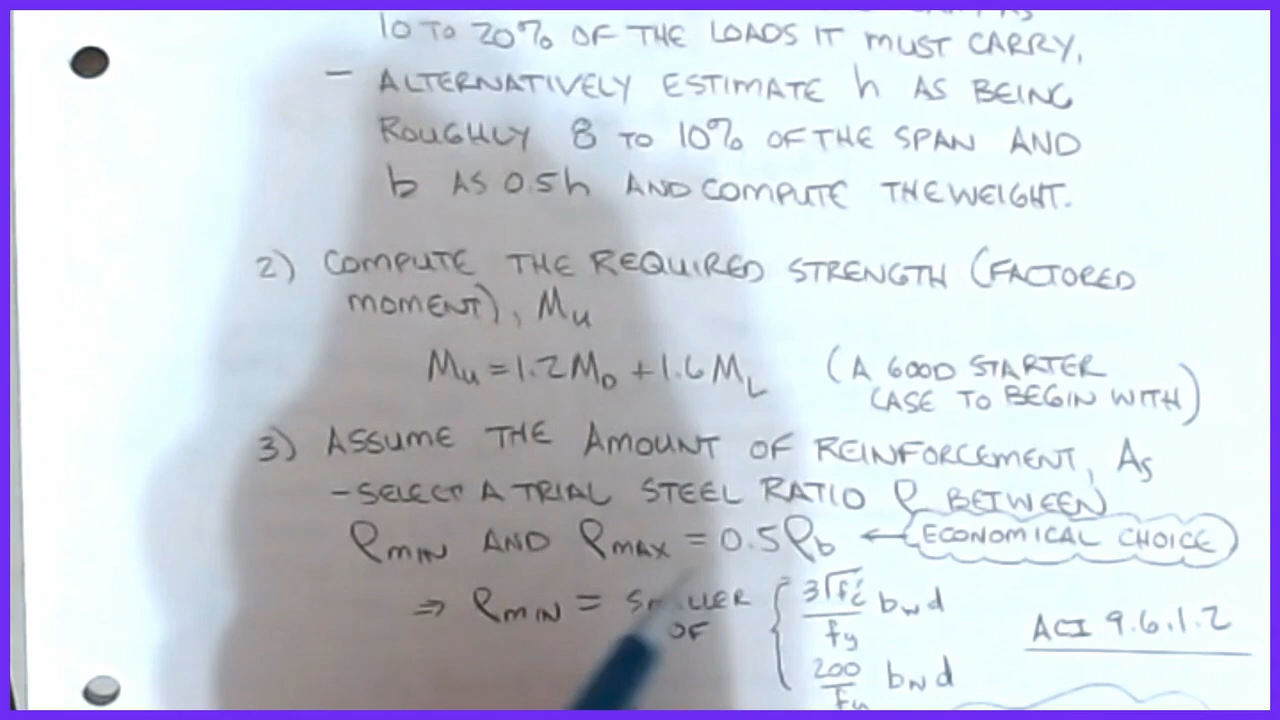 10 TO 20% OF THE LOADS IT MUST CARRY.
- ALTERNATIVELY ESTIMATE h AS BEING
ROUGHLY 8 TO 10% OF THE SPAN AND
b AS 0.5h AND COMPUTE THE WEIGHT.
2) COMPUTE THE REQUIRED STRENGTH (FACTORED
MOMENT), Mu
Mu = 1.2 MD + 1.6 ML (A GOOD STARTER
CASE TO BEGIN WITH)
3) ASSUME THE AMOUNT OF REINFORCEMENT, As
- SELECT A TRIAL STEEL RATIO ρ BETWEEN
ρMIN AND ρMAX = 0.5ρb ← ECONOMICAL CHOICE
⇒ ρMIN = SMALLER OF { 3√f'c / fy bwd
200 / fy bwd
ACI 9.6.1.2